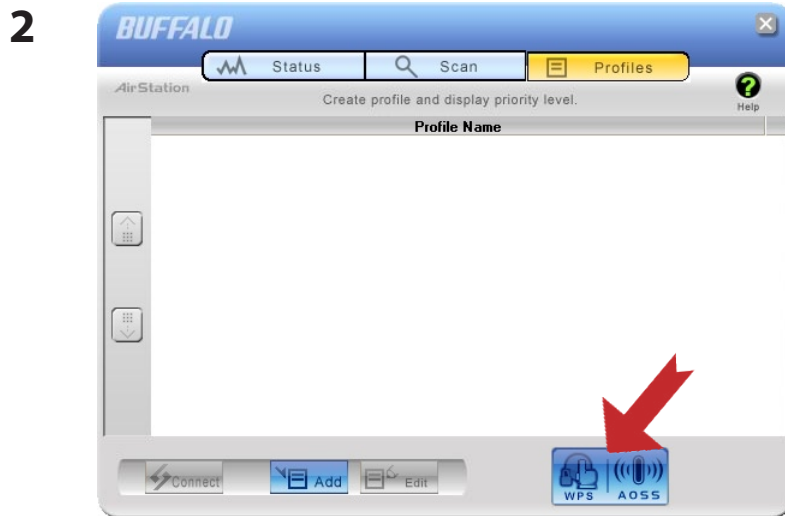 2
BUFFALO
Status Scan Profiles
AirStation
Create profile and display priority level.
Help
Profile Name
Connect Add Edit
WPS AOSS